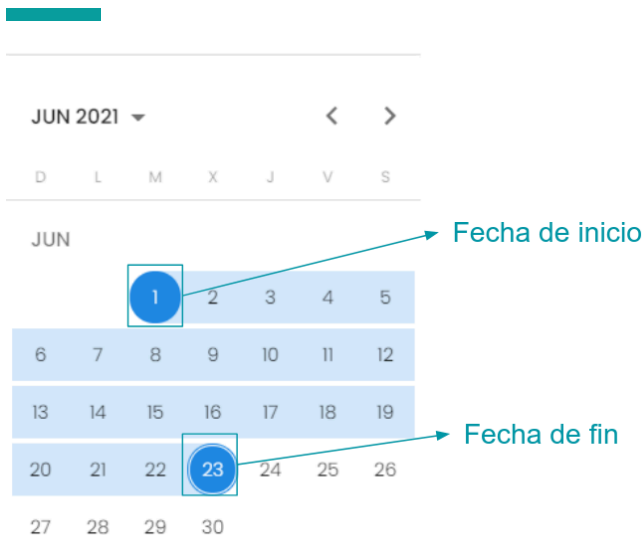 JUN 2021
D L M X J V S
JUN
Fecha de inicio
1 2 3 4 5
6 7 8 9 10 11 12
13 14 15 16 17 18 19
Fecha de fin
20 21 22 23 24 25 26
27 28 29 30